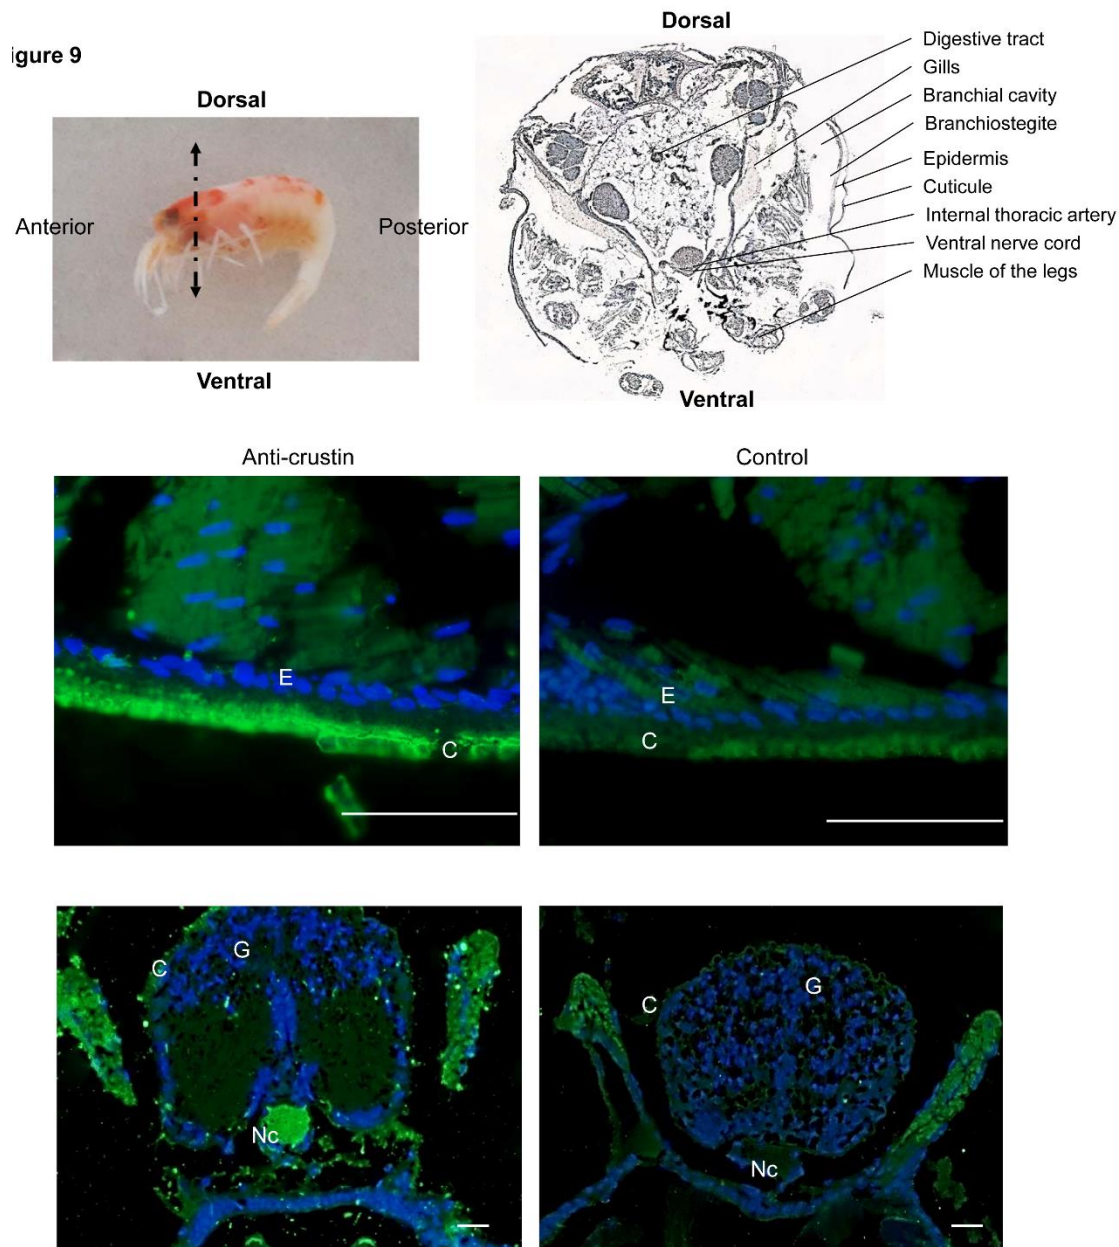 igure 9
Dorsal
Anterior
Posterior
Ventral
Dorsal
Digestive tract
Gills
Branchial cavity
Branchiostegite
Epidermis
Cuticule
Internal thoracic artery
Ventral nerve cord
Muscle of the legs
Ventral
Anti-crustin
Control
E
C
E
C
G
C
Nc
G
C
Nc